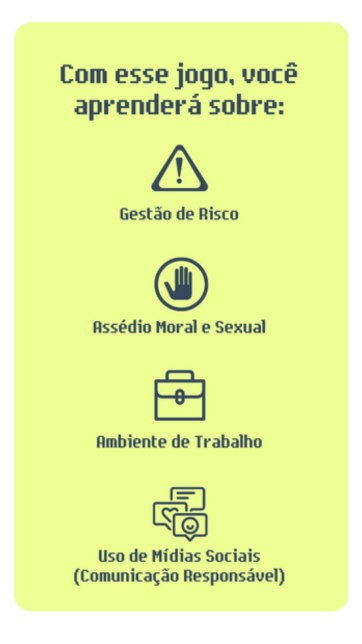 Com esse jogo, você
aprenderá sobre:
Gestão de Risco
Assédio Moral e Sexual
Ambiente de Trabalho
Uso de Mídias Sociais
(Comunicação Responsável)